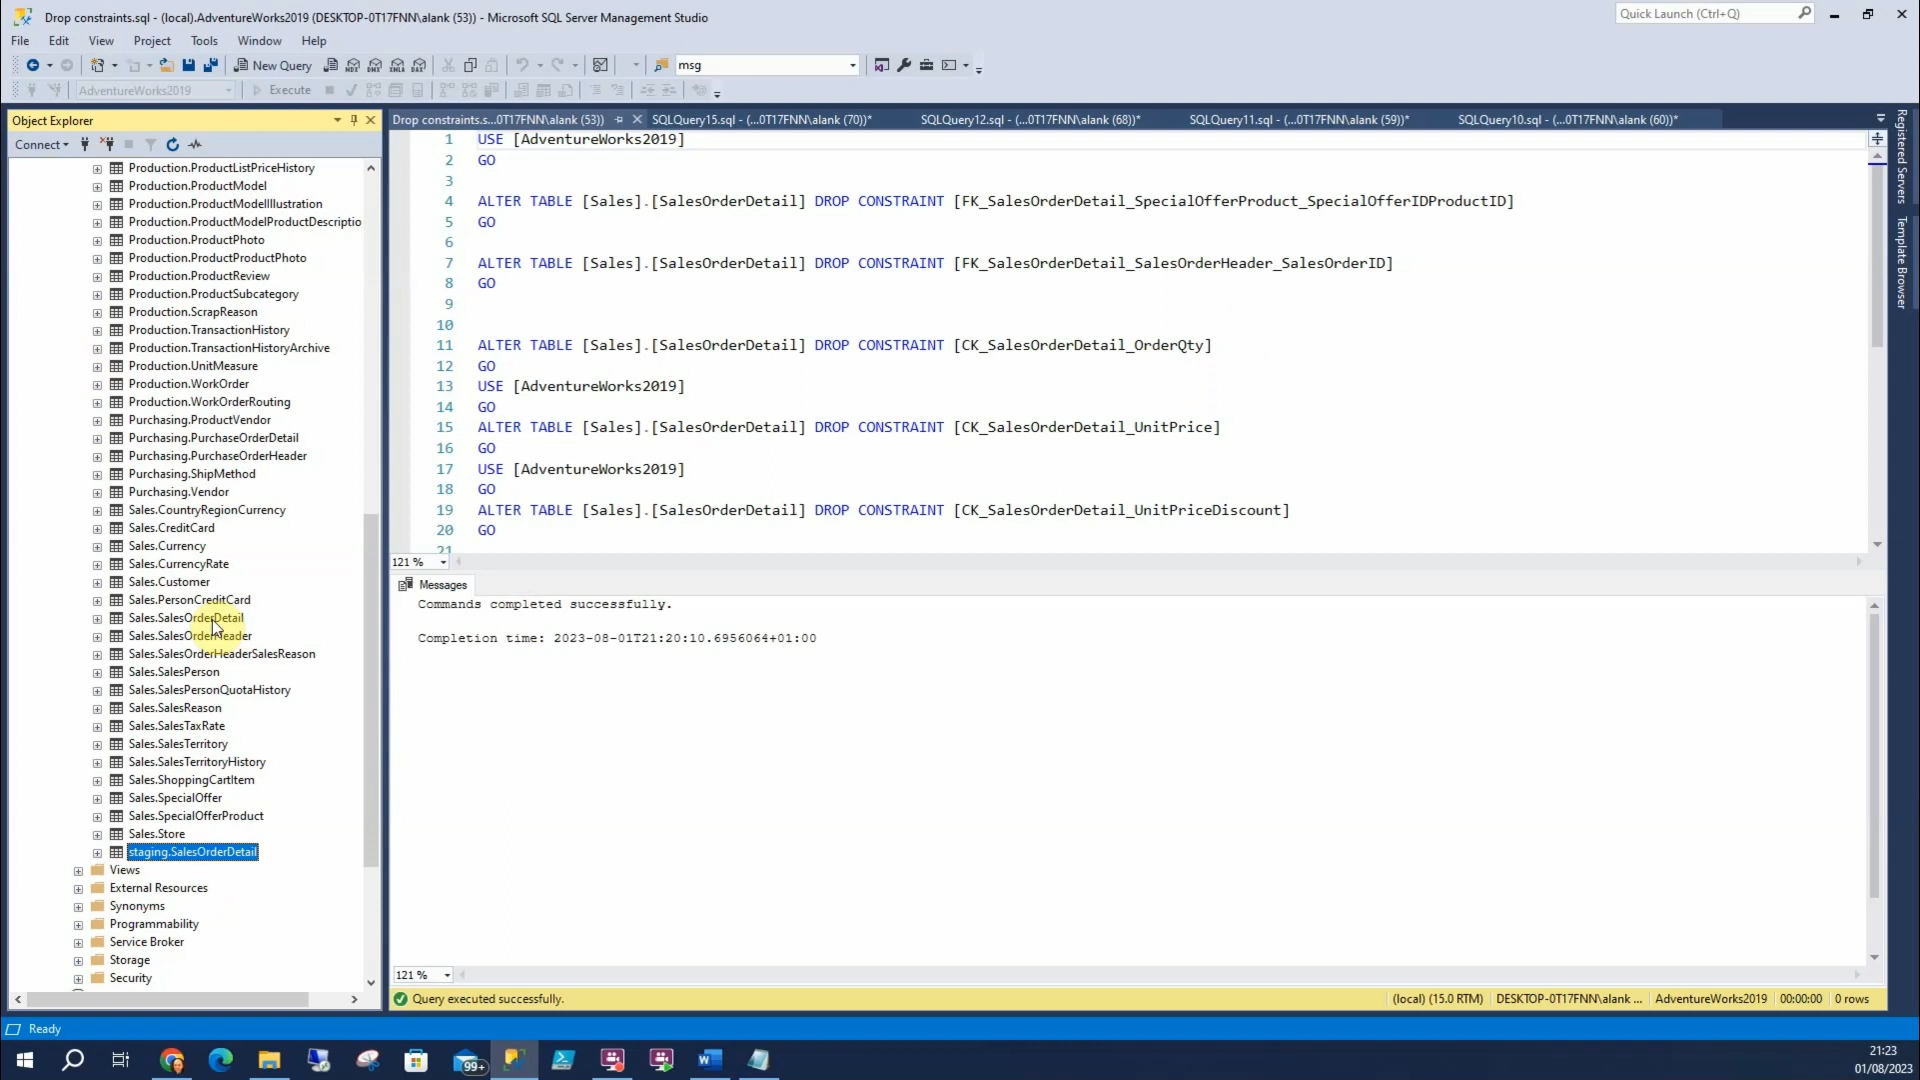 Drop constraints.sql - (local).AdventureWorks2019 (DESKTOP-0T17FNN\alank (53)) - Microsoft SQL Server Management Studio
Quick Launch (Ctrl+Q)
File Edit View Project Tools Window Help
New Query
msg
AdventureWorks2019
Execute
Object Explorer
Connect
Production.ProductListPriceHistory
Production.ProductModel
Production.ProductModelIllustration
Production.ProductModelProductDescriptio
Production.ProductPhoto
Production.ProductProductPhoto
Production.ProductReview
Production.ProductSubcategory
Production.ScrapReason
Production.TransactionHistory
Production.TransactionHistoryArchive
Production.UnitMeasure
Production.WorkOrder
Production.WorkOrderRouting
Purchasing.ProductVendor
Purchasing.PurchaseOrderDetail
Purchasing.PurchaseOrderHeader
Purchasing.ShipMethod
Purchasing.Vendor
Sales.CountryRegionCurrency
Sales.CreditCard
Sales.Currency
Sales.CurrencyRate
Sales.Customer
Sales.PersonCreditCard
Sales.SalesOrderDetail
Sales.SalesOrderHeader
Sales.SalesOrderHeaderSalesReason
Sales.SalesPerson
Sales.SalesPersonQuotaHistory
Sales.SalesReason
Sales.SalesTaxRate
Sales.SalesTerritory
Sales.SalesTerritoryHistory
Sales.ShoppingCartItem
Sales.SpecialOffer
Sales.SpecialOfferProduct
Sales.Store
staging.SalesOrderDetail
Views
External Resources
Synonyms
Programmability
Service Broker
Storage
Security
Drop constraints.s...0T17FNN\alank (53)) SQLQuery15.sql - (...0T17FNN\alank (70))* SQLQuery12.sql - (...0T17FNN\alank (68))* SQLQuery11.sql - (...0T17FNN\alank (59))* SQLQuery10.sql - (...0T17FNN\alank (60))*
1 USE [AdventureWorks2019]
2 GO
3
4 ALTER TABLE [Sales].[SalesOrderDetail] DROP CONSTRAINT [FK_SalesOrderDetail_SpecialOfferProduct_SpecialOfferIDProductID]
5 GO
6
7 ALTER TABLE [Sales].[SalesOrderDetail] DROP CONSTRAINT [FK_SalesOrderDetail_SalesOrderHeader_SalesOrderID]
8 GO
9
10
11 ALTER TABLE [Sales].[SalesOrderDetail] DROP CONSTRAINT [CK_SalesOrderDetail_OrderQty]
12 GO
13 USE [AdventureWorks2019]
14 GO
15 ALTER TABLE [Sales].[SalesOrderDetail] DROP CONSTRAINT [CK_SalesOrderDetail_UnitPrice]
16 GO
17 USE [AdventureWorks2019]
18 GO
19 ALTER TABLE [Sales].[SalesOrderDetail] DROP CONSTRAINT [CK_SalesOrderDetail_UnitPriceDiscount]
20 GO
21
121 %
Messages
Commands completed successfully.
Completion time: 2023-08-01T21:20:10.6956064+01:00
121 %
Query executed successfully.
(local) (15.0 RTM) DESKTOP-0T17FNN\alank ... AdventureWorks2019 00:00:00 0 rows
Registered Servers
Template Browser
Ready
99+
21:23
01/08/2023